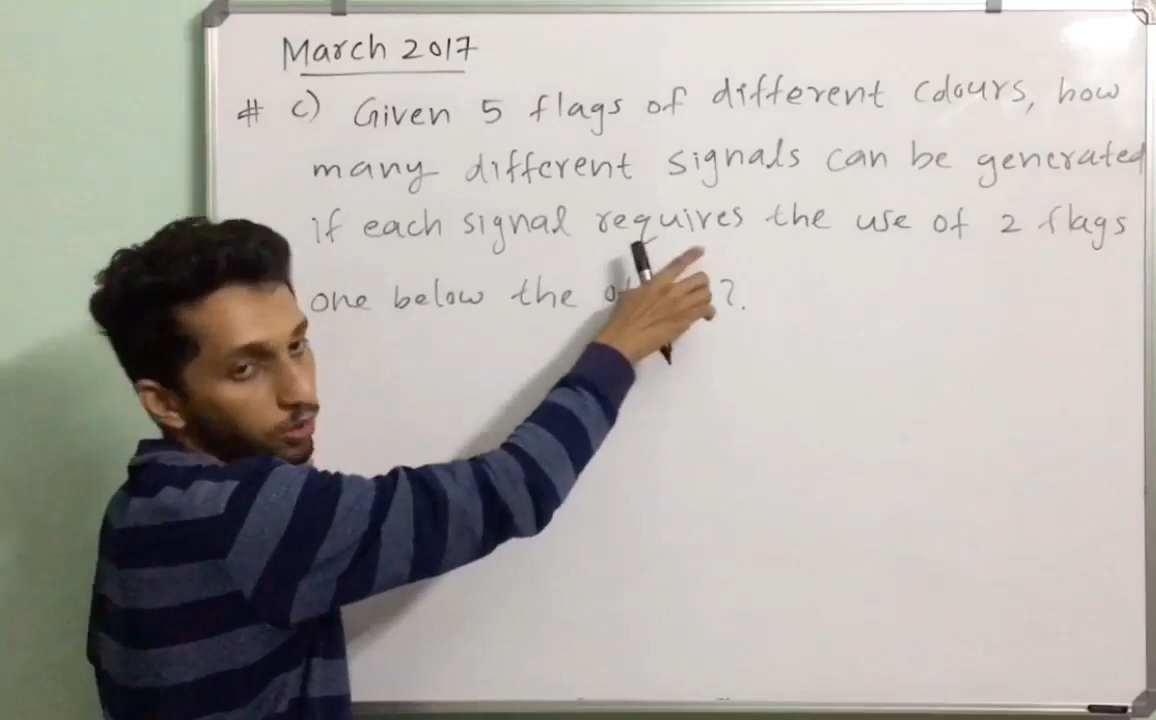 March 2017
# c) Given 5 flags of different colours, how
many different signals can be generated
if each signal requires the use of 2 flags
one below the ?.